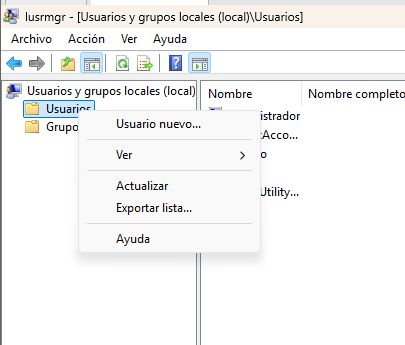 lusrmgr - [Usuarios y grupos locales (local)\Usuarios]
Archivo Acción Ver Ayuda
Usuarios y grupos locales (local)
Usuarios
Grupo
Nombre Nombre completo
Usuario nuevo...
Ver
Actualizar
Exportar lista...
Ayuda
istrador
Acco...
o
Utility...